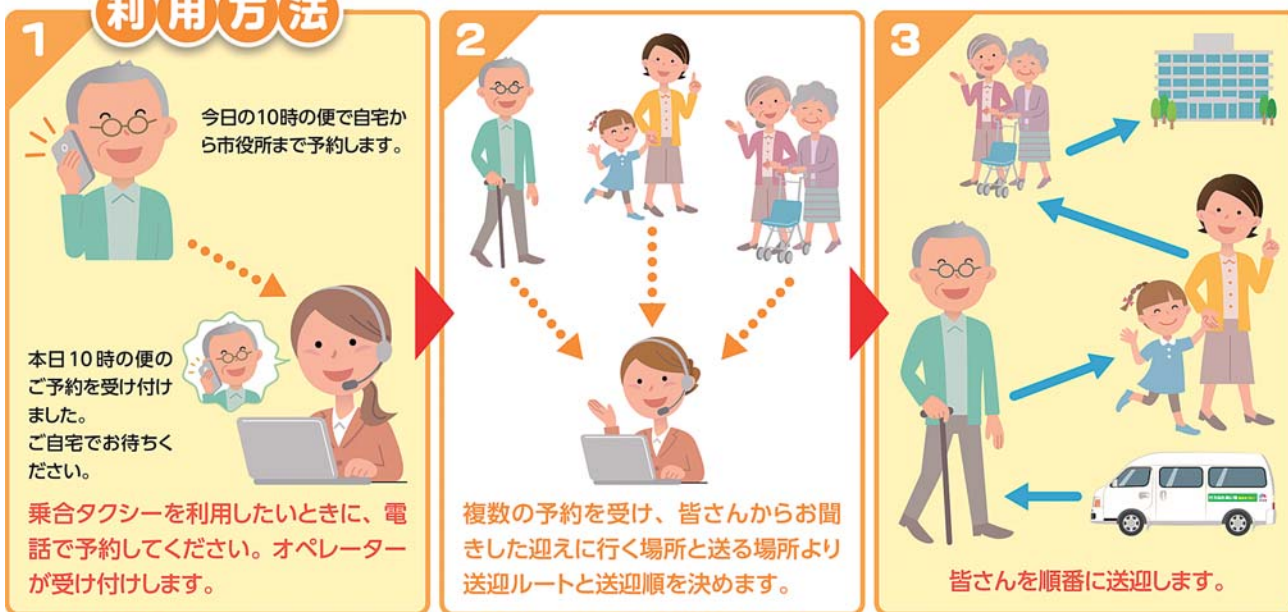 利用方法
1
今日の10時の便で自宅か
ら市役所まで予約します。
本日10時の便の
ご予約を受け付け
ました。
ご自宅でお待ちく
ださい。
乗合タクシーを利用したいときに、電
話で予約してください。オペレーター
が受け付けします。
2
複数の予約を受け、皆さんからお聞
きした迎えに行く場所と送る場所より
送迎ルートと送迎順を決めます。
3
皆さんを順番に送迎します。